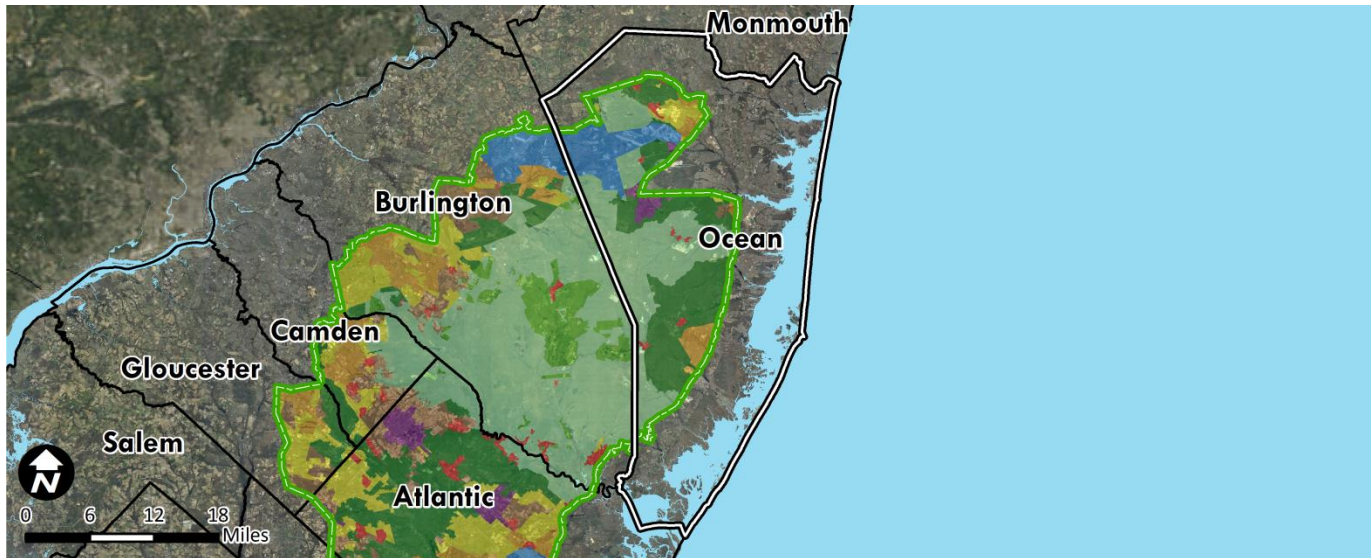 Monmouth
Burlington
Ocean
Camden
Gloucester
Salem
Atlantic
N
0 6 12 18
Miles